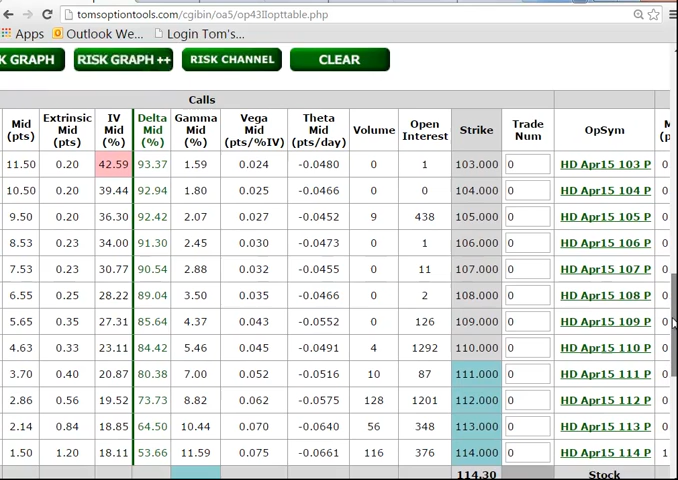 tomsoptiontools.com/cgibin/oa5/op43IIopttable.php
Apps Outlook We... Login Tom's...
K GRAPH RISK GRAPH ++ RISK CHANNEL CLEAR
Calls
Mid (pts) Extrinsic Mid (pts) IV Mid (%) Delta Mid (%) Gamma Mid (%) Vega Mid (pts/%IV) Theta Mid (pts/day) Volume Open Interest Strike Trade Num OpSym
11.50 0.20 42.59 93.37 1.59 0.024 -0.0480 0 1 103.000 0 HD Apr15 103 P 0
10.50 0.20 39.44 92.94 1.80 0.025 -0.0466 0 0 104.000 0 HD Apr15 104 P 0
9.50 0.20 36.30 92.42 2.07 0.027 -0.0452 9 438 105.000 0 HD Apr15 105 P 0
8.53 0.23 34.00 91.30 2.45 0.030 -0.0473 0 1 106.000 0 HD Apr15 106 P 0
7.53 0.23 30.77 90.54 2.88 0.032 -0.0455 0 11 107.000 0 HD Apr15 107 P 0
6.55 0.25 28.22 89.04 3.50 0.035 -0.0466 0 2 108.000 0 HD Apr15 108 P 0
5.65 0.35 27.31 85.64 4.37 0.043 -0.0552 0 126 109.000 0 HD Apr15 109 P 0
4.63 0.33 23.11 84.42 5.46 0.045 -0.0491 4 1292 110.000 0 HD Apr15 110 P 0
3.70 0.40 20.87 80.38 7.00 0.052 -0.0516 10 87 111.000 0 HD Apr15 111 P 0
2.86 0.56 19.52 73.73 8.82 0.062 -0.0575 128 1201 112.000 0 HD Apr15 112 P 0
2.14 0.84 18.85 64.50 10.44 0.070 -0.0640 56 348 113.000 0 HD Apr15 113 P 0
1.50 1.20 18.11 53.66 11.59 0.075 -0.0661 116 376 114.000 0 HD Apr15 114 P 1
114.30 Stock